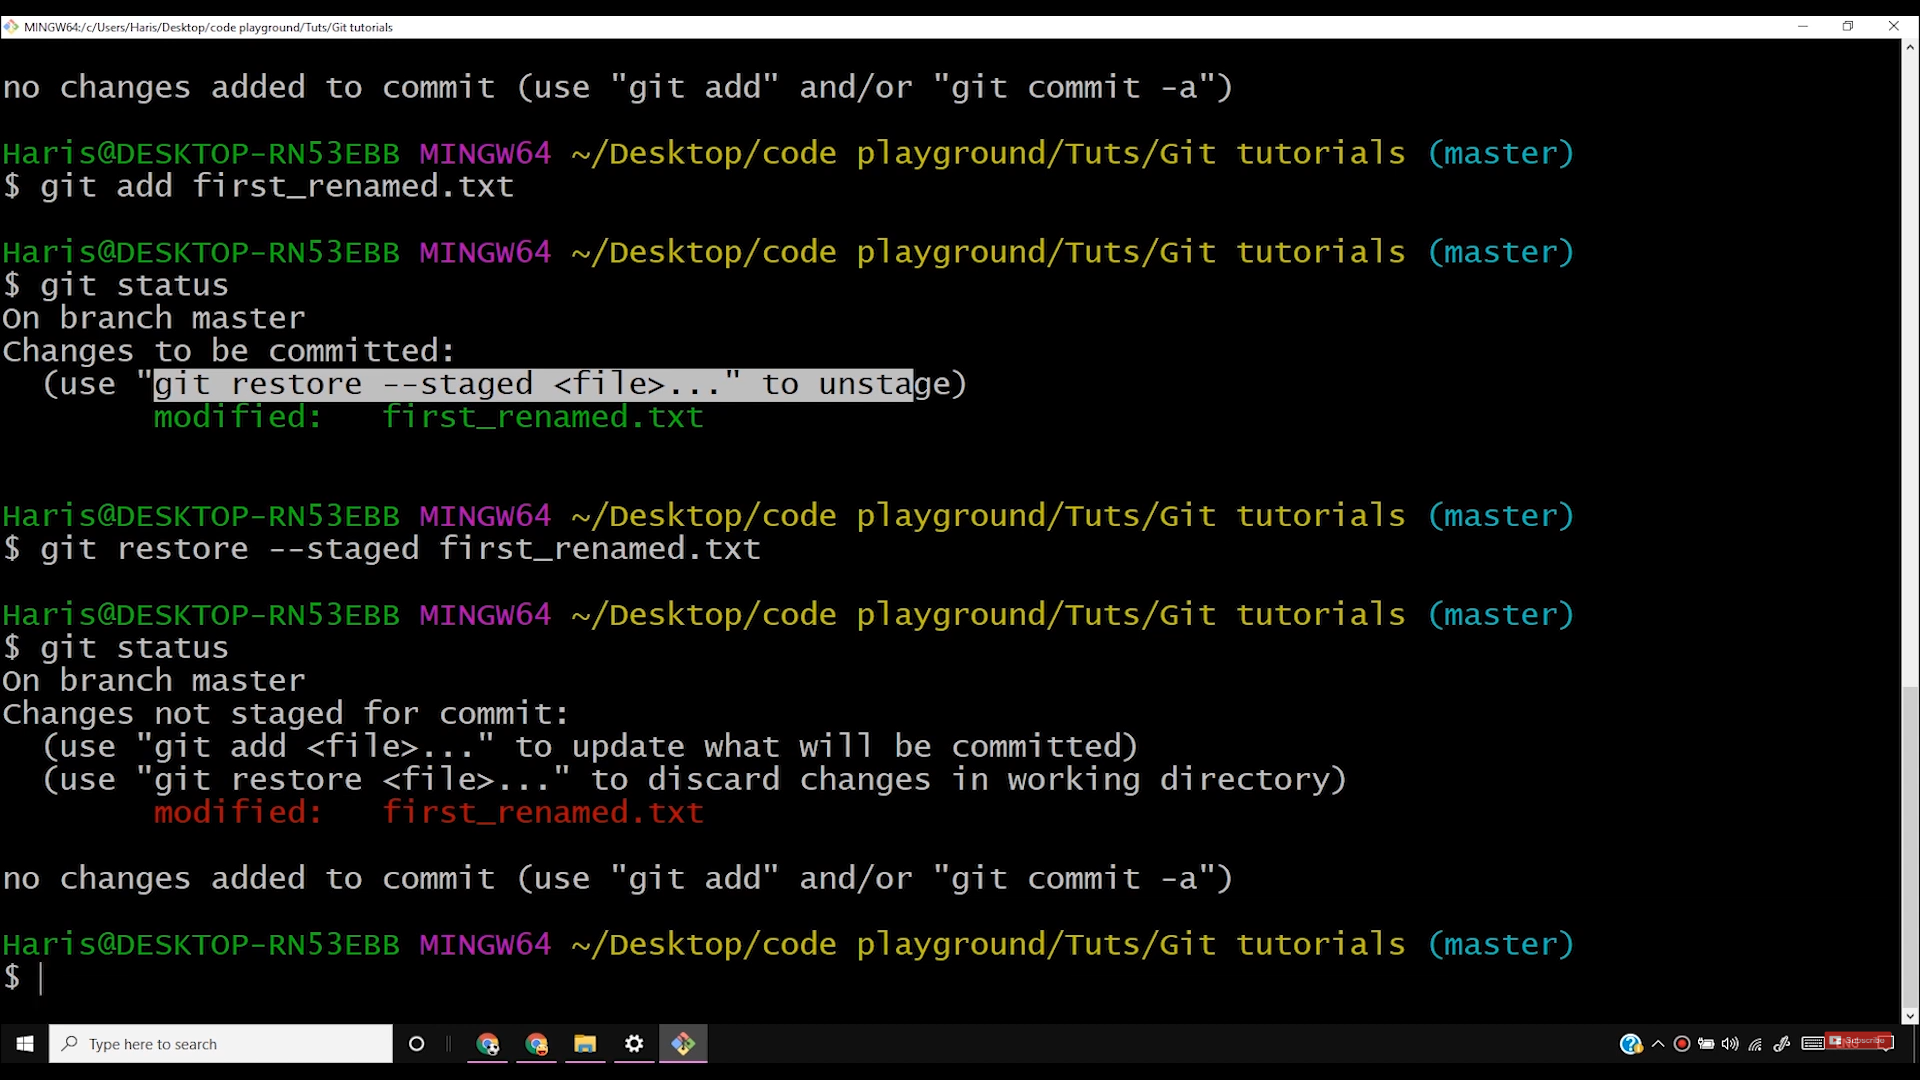 MINGW64:/c/Users/Haris/Desktop/code playground/Tuts/Git tutorials
no changes added to commit (use "git add" and/or "git commit -a")
Haris@DESKTOP-RN53EBB MINGW64 ~/Desktop/code playground/Tuts/Git tutorials (master)
$ git add first_renamed.txt
Haris@DESKTOP-RN53EBB MINGW64 ~/Desktop/code playground/Tuts/Git tutorials (master)
$ git status
On branch master
Changes to be committed:
  (use "git restore --staged <file>..." to unstage)
        modified:   first_renamed.txt
Haris@DESKTOP-RN53EBB MINGW64 ~/Desktop/code playground/Tuts/Git tutorials (master)
$ git restore --staged first_renamed.txt
Haris@DESKTOP-RN53EBB MINGW64 ~/Desktop/code playground/Tuts/Git tutorials (master)
$ git status
On branch master
Changes not staged for commit:
  (use "git add <file>..." to update what will be committed)
  (use "git restore <file>..." to discard changes in working directory)
        modified:   first_renamed.txt
no changes added to commit (use "git add" and/or "git commit -a")
Haris@DESKTOP-RN53EBB MINGW64 ~/Desktop/code playground/Tuts/Git tutorials (master)
$
Type here to search
Subscribe